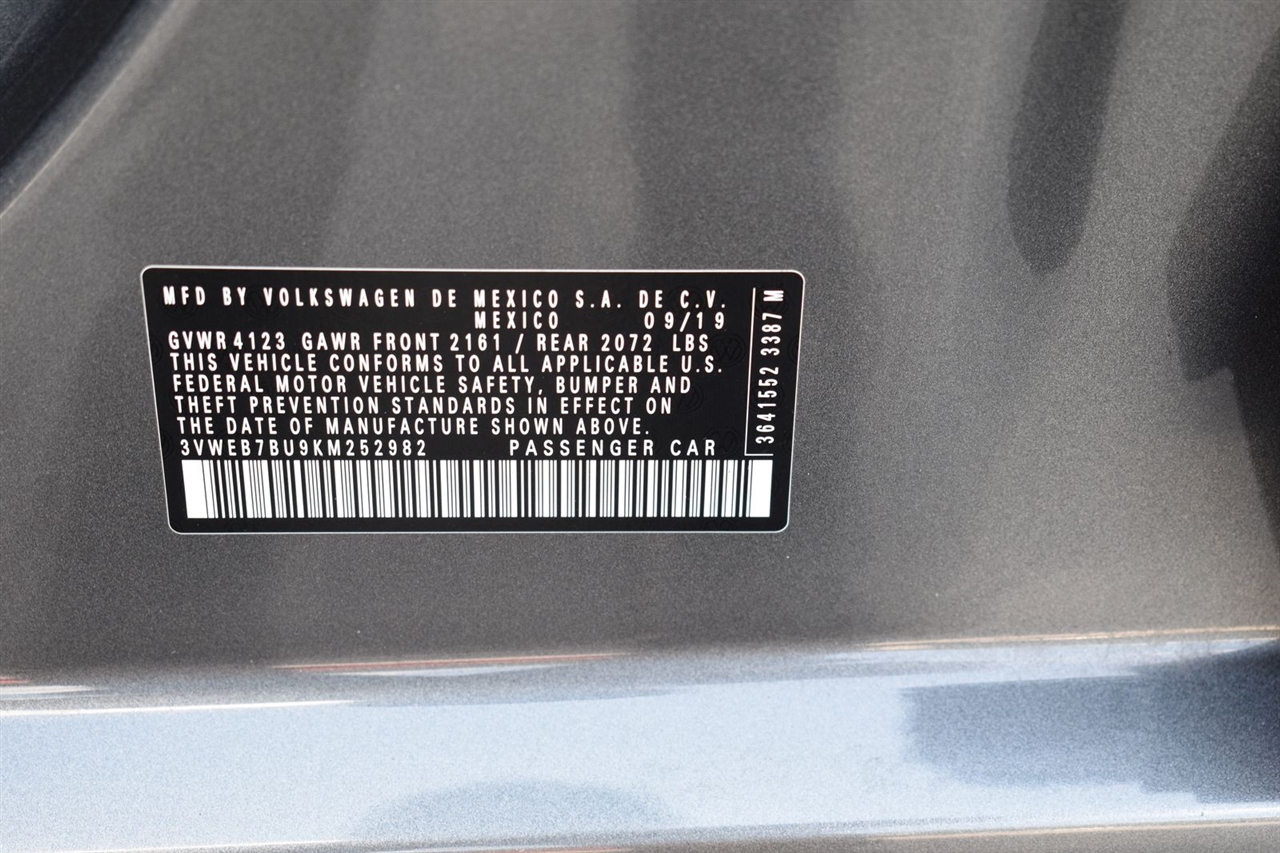 MFD BY VOLKSWAGEN DE MEXICO S.A. DE C.V.
MEXICO 09/19
GVWR 4123 GAWR FRONT 2161 / REAR 2072 LBS
THIS VEHICLE CONFORMS TO ALL APPLICABLE U.S.
FEDERAL MOTOR VEHICLE SAFETY, BUMPER AND
THEFT PREVENTION STANDARDS IN EFFECT ON
THE DATE OF MANUFACTURE SHOWN ABOVE.
3VWEB7BU9KM252982 PASSENGER CAR
3641552 3387 M